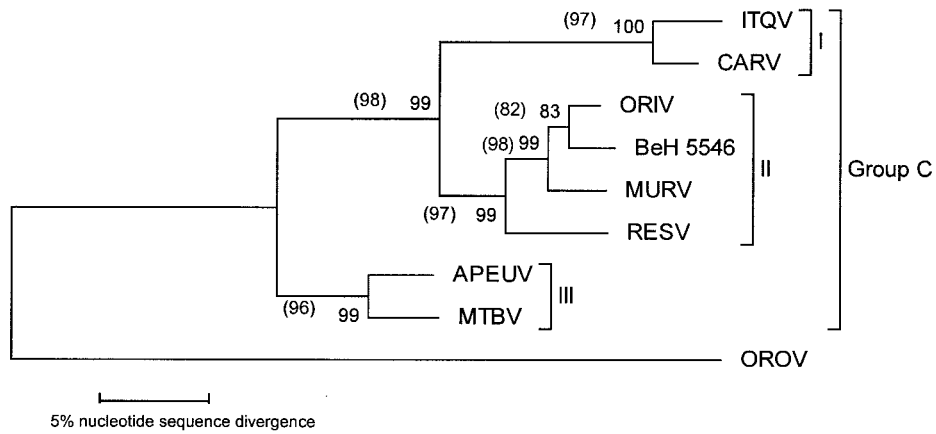 (97) 100 ITQV
I
CARV
(98) 99
ORIV
(82) 83
BeH 5546
(98) 99
II
Group C
MURV
(97) 99
RESV
APEUV
III
(96) 99
MTBV
OROV
5% nucleotide sequence divergence